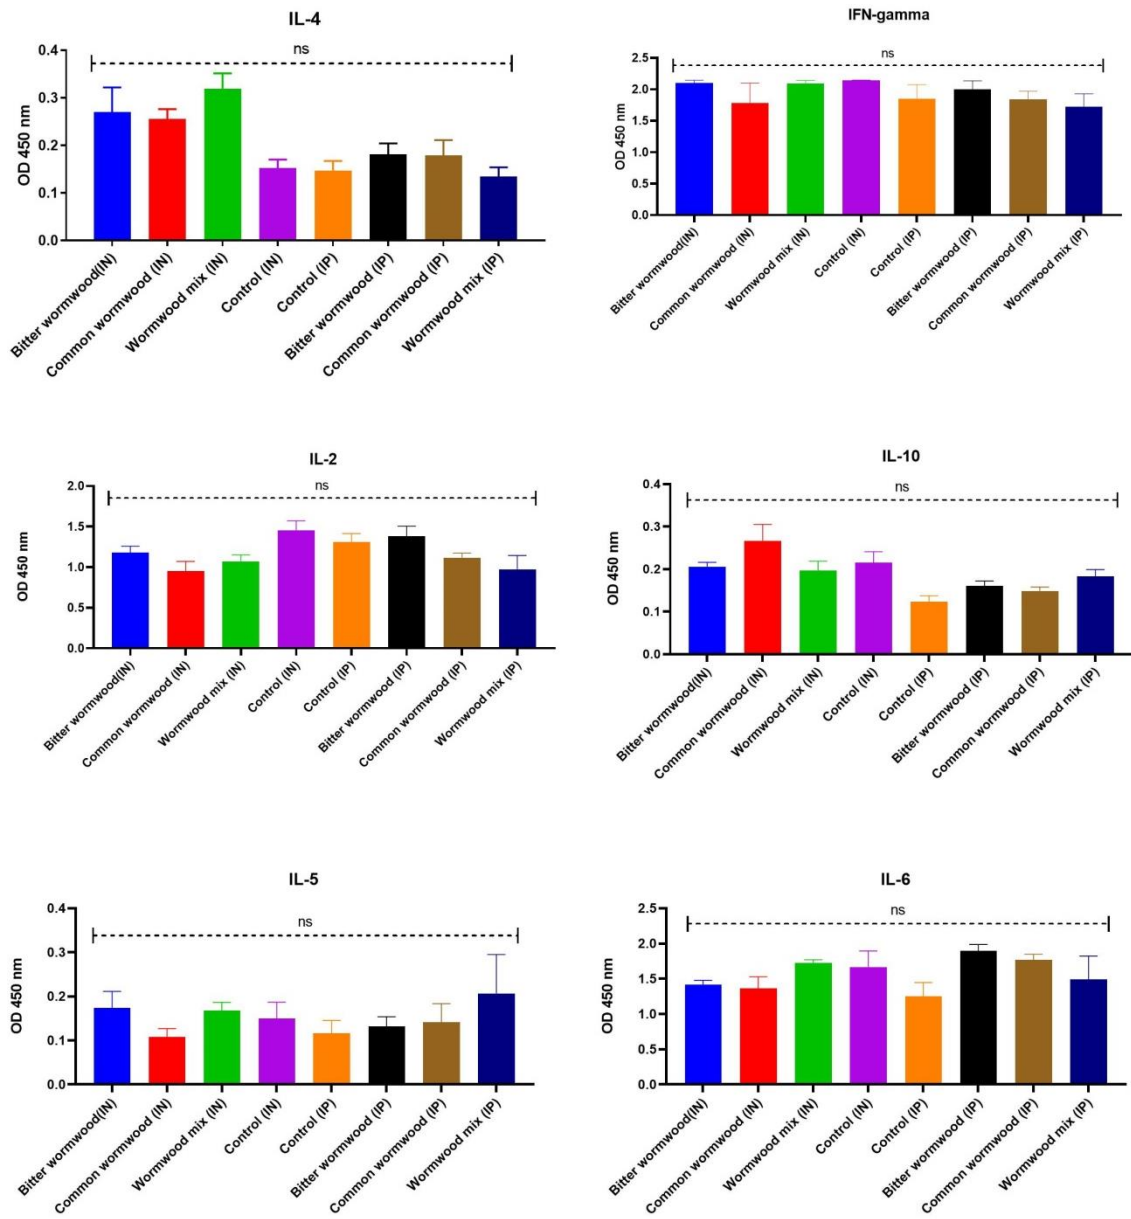 IL-4
ns
OD 450 nm
0.4
0.3
0.2
0.1
0.0
Bitter wormwood(IN)
Common wormwood (IN)
Wormwood mix (IN)
Control (IN)
Control (IP)
Bitter wormwood (IP)
Common wormwood (IP)
Wormwood mix (IP)
IFN-gamma
ns
OD 450 nm
2.5
2.0
1.5
1.0
0.5
0.0
Bitter wormwood(IN)
Common wormwood (IN)
Wormwood mix (IN)
Control (IN)
Control (IP)
Bitter wormwood (IP)
Common wormwood (IP)
Wormwood mix (IP)
IL-2
ns
OD 450 nm
2.0
1.5
1.0
0.5
0.0
Bitter wormwood(IN)
Common wormwood (IN)
Wormwood mix (IN)
Control (IN)
Control (IP)
Bitter wormwood (IP)
Common wormwood (IP)
Wormwood mix (IP)
IL-10
ns
OD 450 nm
0.4
0.3
0.2
0.1
0.0
Bitter wormwood(IN)
Common wormwood (IN)
Wormwood mix (IN)
Control (IN)
Control (IP)
Bitter wormwood (IP)
Common wormwood (IP)
Wormwood mix (IP)
IL-5
ns
OD 450 nm
0.4
0.3
0.2
0.1
0.0
Bitter wormwood(IN)
Common wormwood (IN)
Wormwood mix (IN)
Control (IN)
Control (IP)
Bitter wormwood (IP)
Common wormwood (IP)
Wormwood mix (IP)
IL-6
ns
OD 450 nm
2.5
2.0
1.5
1.0
0.5
0.0
Bitter wormwood(IN)
Common wormwood (IN)
Wormwood mix (IN)
Control (IN)
Control (IP)
Bitter wormwood (IP)
Common wormwood (IP)
Wormwood mix (IP)